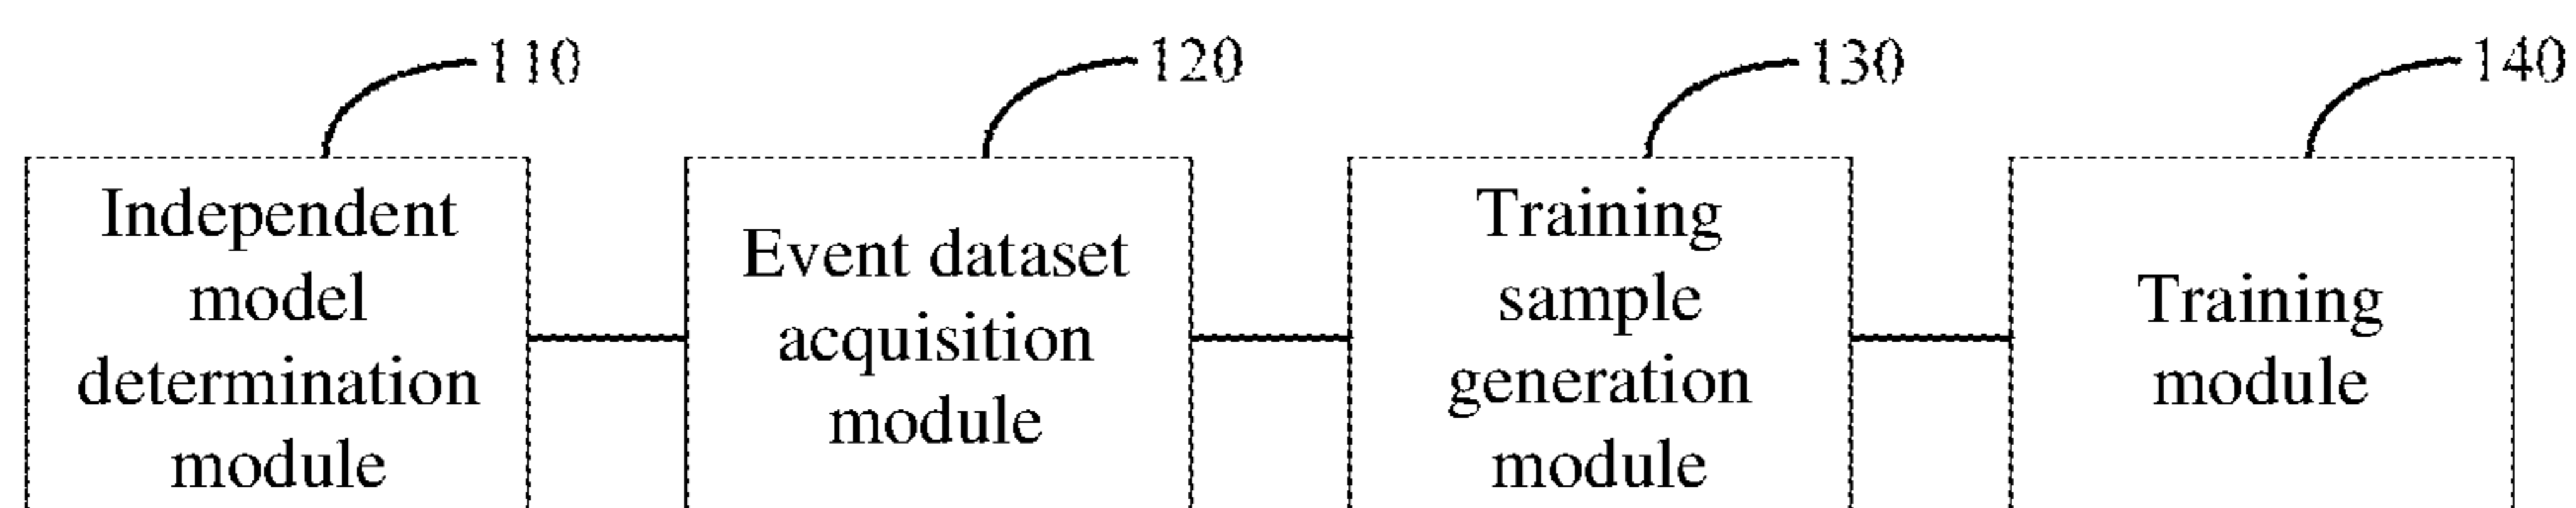 110
120
130
140
Independent
model
determination
module
Event dataset
acquisition
module
Training
sample
generation
module
Training
module